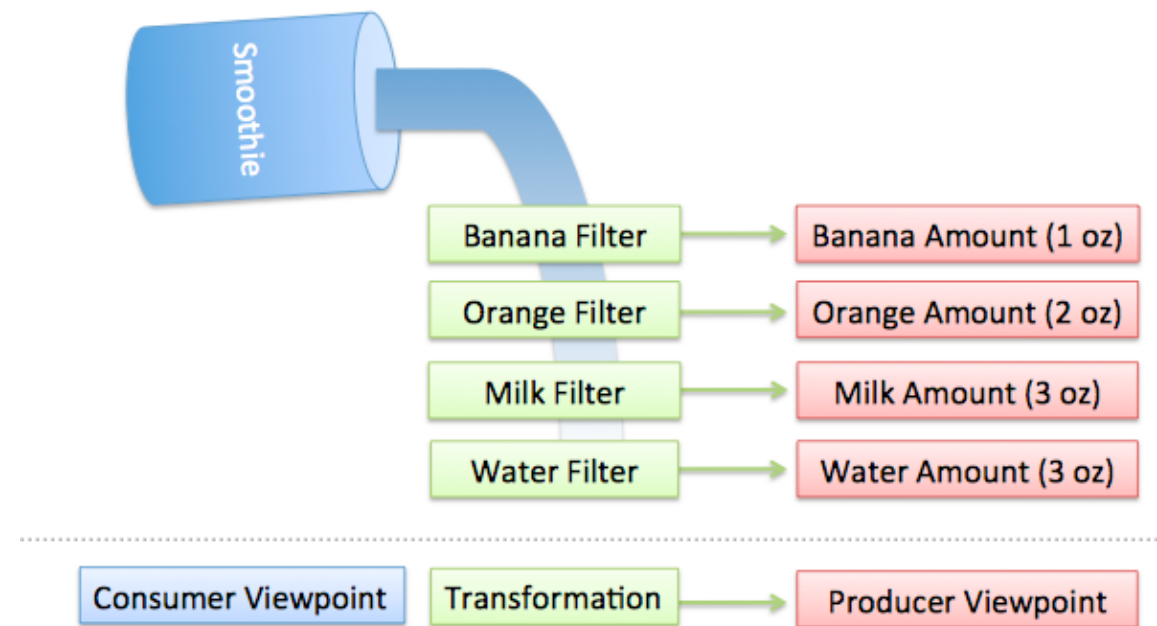 Smoothie
Banana Filter
Banana Amount (1 oz)
Orange Filter
Orange Amount (2 oz)
Milk Filter
Milk Amount (3 oz)
Water Filter
Water Amount (3 oz)
Consumer Viewpoint
Transformation
Producer Viewpoint